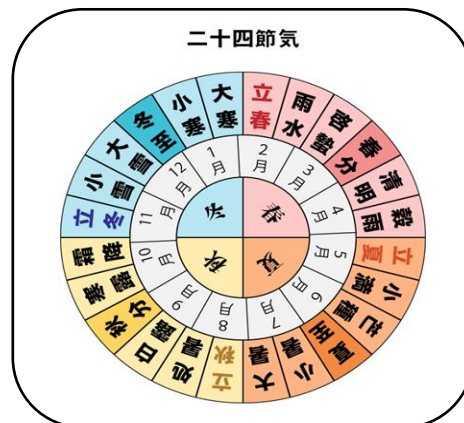 二十四節気
立春
雨水
啓蟄
春分
清明
穀雨
立夏
小満
芒種
夏至
小暑
大暑
立秋
処暑
白露
秋分
寒露
霜降
立冬
小雪
大雪
冬至
小寒
大寒
2月
3月
4月
5月
6月
7月
8月
9月
10月
11月
12月
1月
春
夏
秋
冬